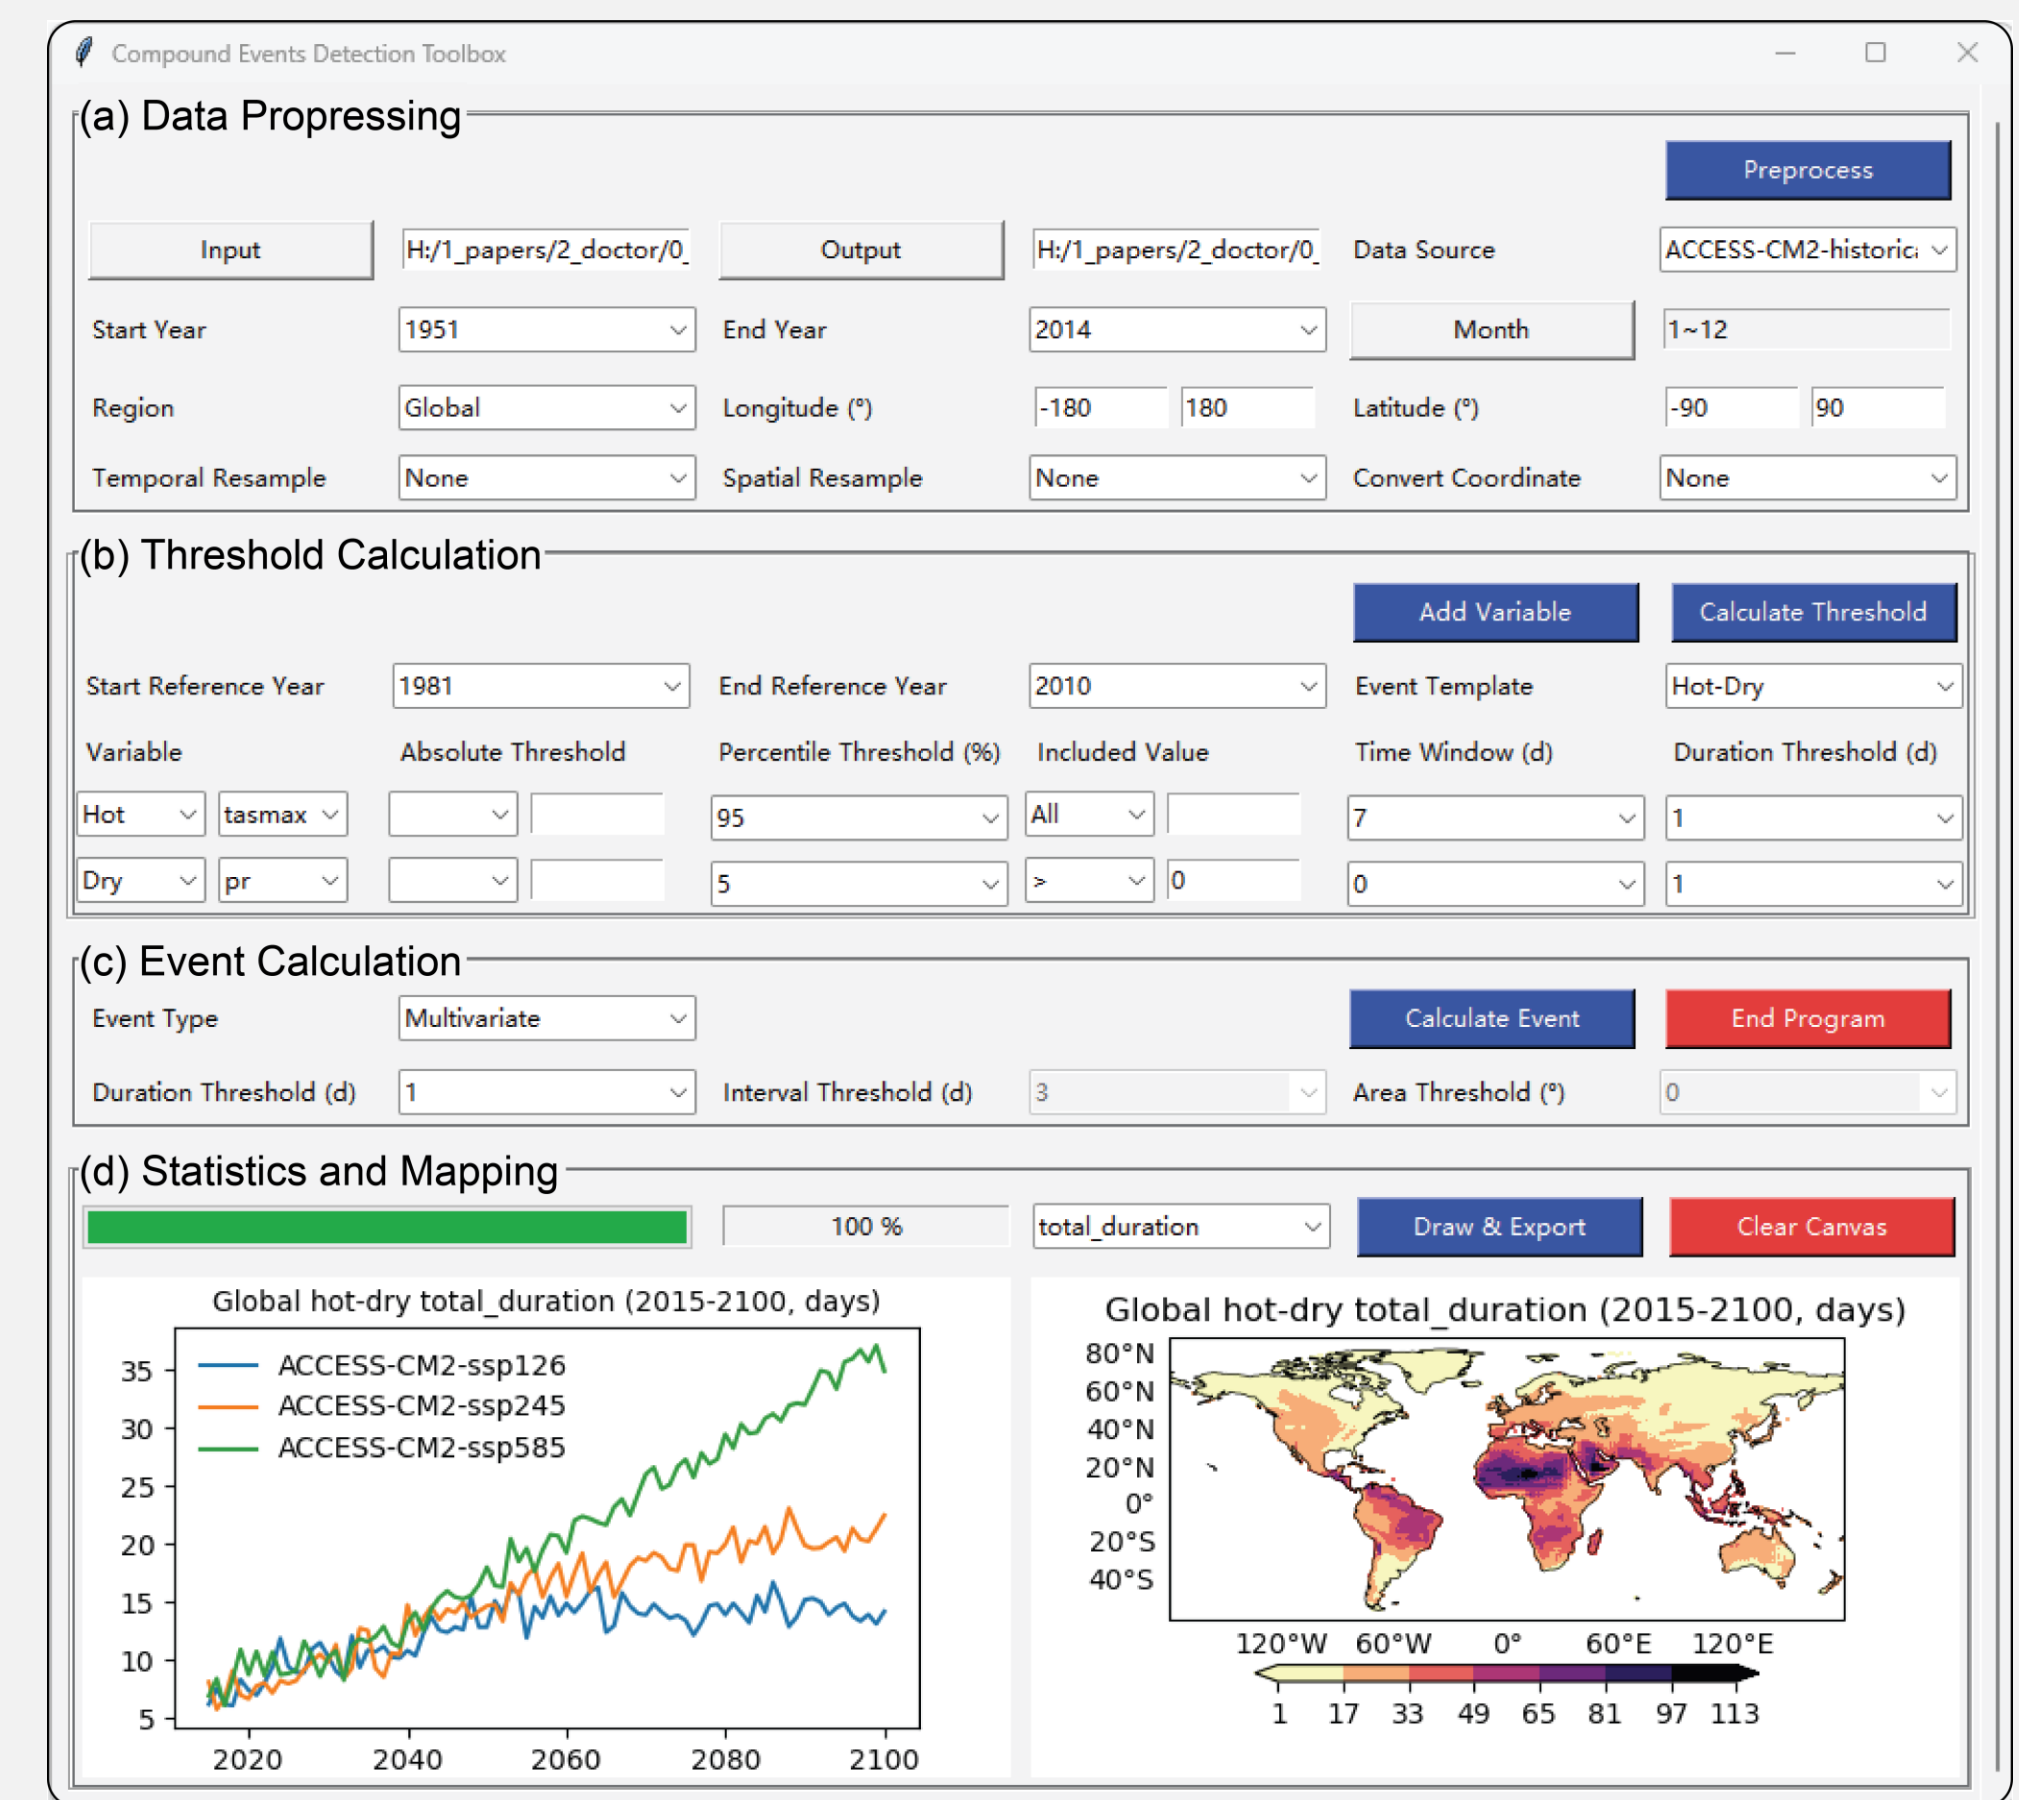 Compound Events Detection Toolbox
(a) Data Propressing
Preprocess
Input H:/1_papers/2_doctor/0_ Output H:/1_papers/2_doctor/0_ Data Source ACCESS-CM2-historic
Start Year 1951 End Year 2014 Month 1~12
Region Global Longitude (°) -180 180 Latitude (°) -90 90
Temporal Resample None Spatial Resample None Convert Coordinate None
(b) Threshold Calculation
Add Variable Calculate Threshold
Start Reference Year 1981 End Reference Year 2010 Event Template Hot-Dry
Variable Absolute Threshold Percentile Threshold (%) Included Value Time Window (d) Duration Threshold (d)
Hot tasmax 95 All 7 1
Dry pr 5 > 0 0 1
(c) Event Calculation
Event Type Multivariate Calculate Event End Program
Duration Threshold (d) 1 Interval Threshold (d) 3 Area Threshold (°) 0
(d) Statistics and Mapping
100 % total_duration Draw & Export Clear Canvas
Global hot-dry total_duration (2015-2100, days)
ACCESS-CM2-ssp126
ACCESS-CM2-ssp245
ACCESS-CM2-ssp585
35
30
25
20
15
10
5
2020 2040 2060 2080 2100
Global hot-dry total_duration (2015-2100, days)
80°N
60°N
40°N
20°N
0°
20°S
40°S
120°W 60°W 0° 60°E 120°E
1 17 33 49 65 81 97 113